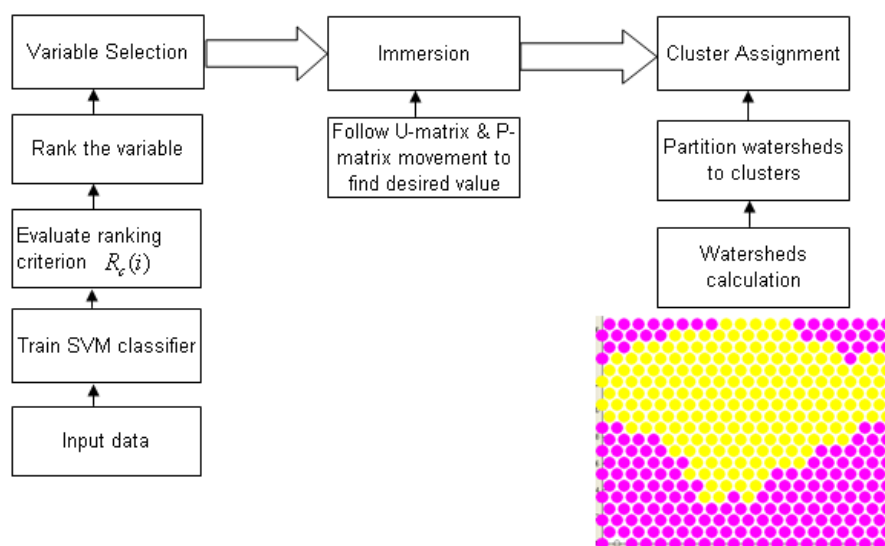 Variable Selection
Immersion
Cluster Assignment
Rank the variable
Follow U-matrix & P-
matrix movement to
find desired value
Partition watersheds
to clusters
Evaluate ranking
criterion R_c(i)
Watersheds
calculation
Train SVM classifier
Input data